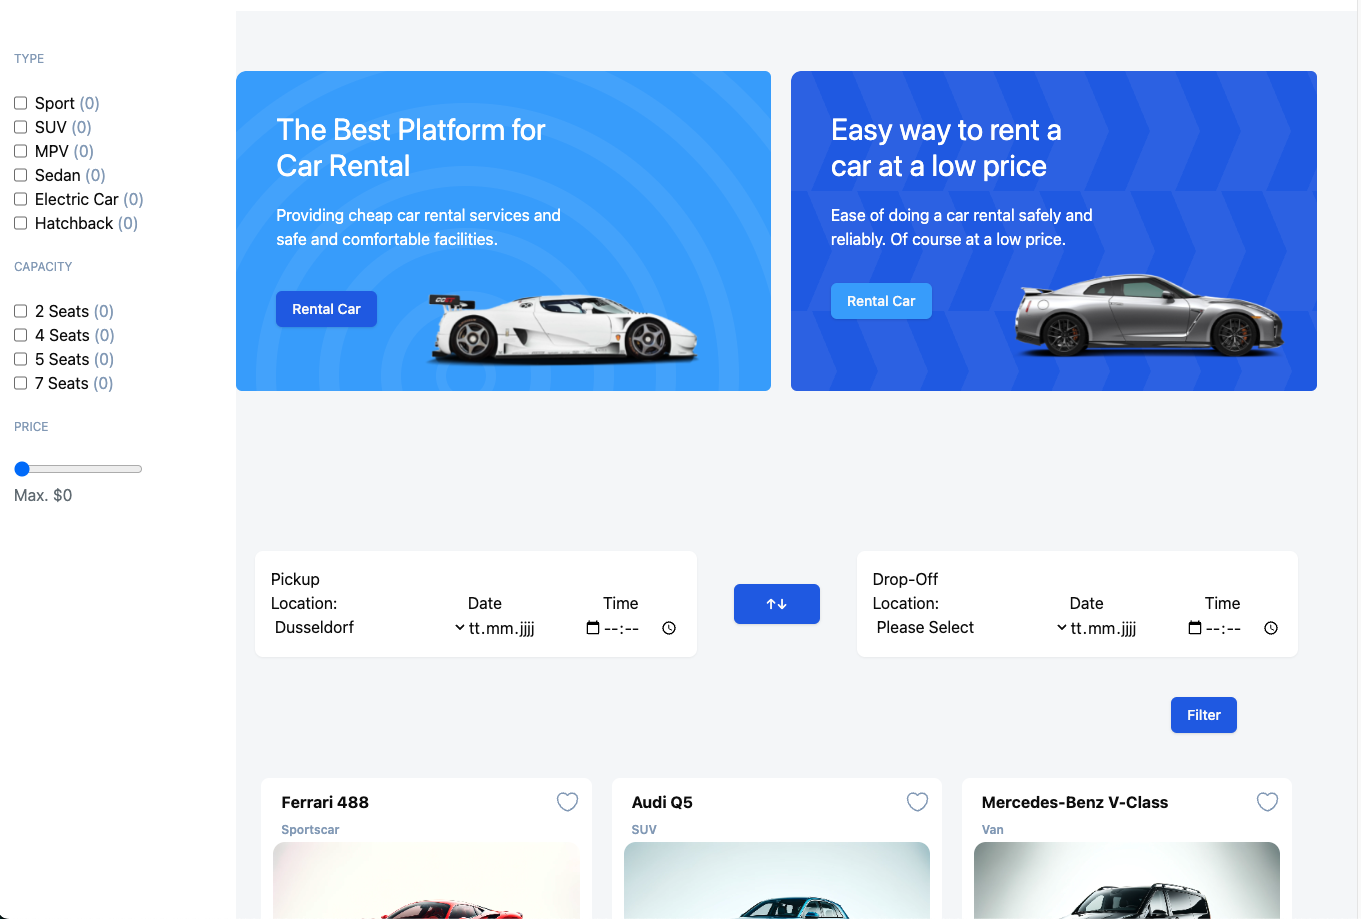 TYPE
Sport (0)
SUV (0)
MPV (0)
Sedan (0)
Electric Car (0)
Hatchback (0)
CAPACITY
2 Seats (0)
4 Seats (0)
5 Seats (0)
7 Seats (0)
PRICE
Max. $0
The Best Platform for
Car Rental
Providing cheap car rental services and
safe and comfortable facilities.
Rental Car
Easy way to rent a
car at a low price
Ease of doing a car rental safely and
reliably. Of course at a low price.
Rental Car
Pickup
Location: Date Time
Dusseldorf tt.mm.jjjj --:--
↑↓
Drop-Off
Location: Date Time
Please Select tt.mm.jjjj --:--
Filter
Ferrari 488
Sportscar
Audi Q5
SUV
Mercedes-Benz V-Class
Van